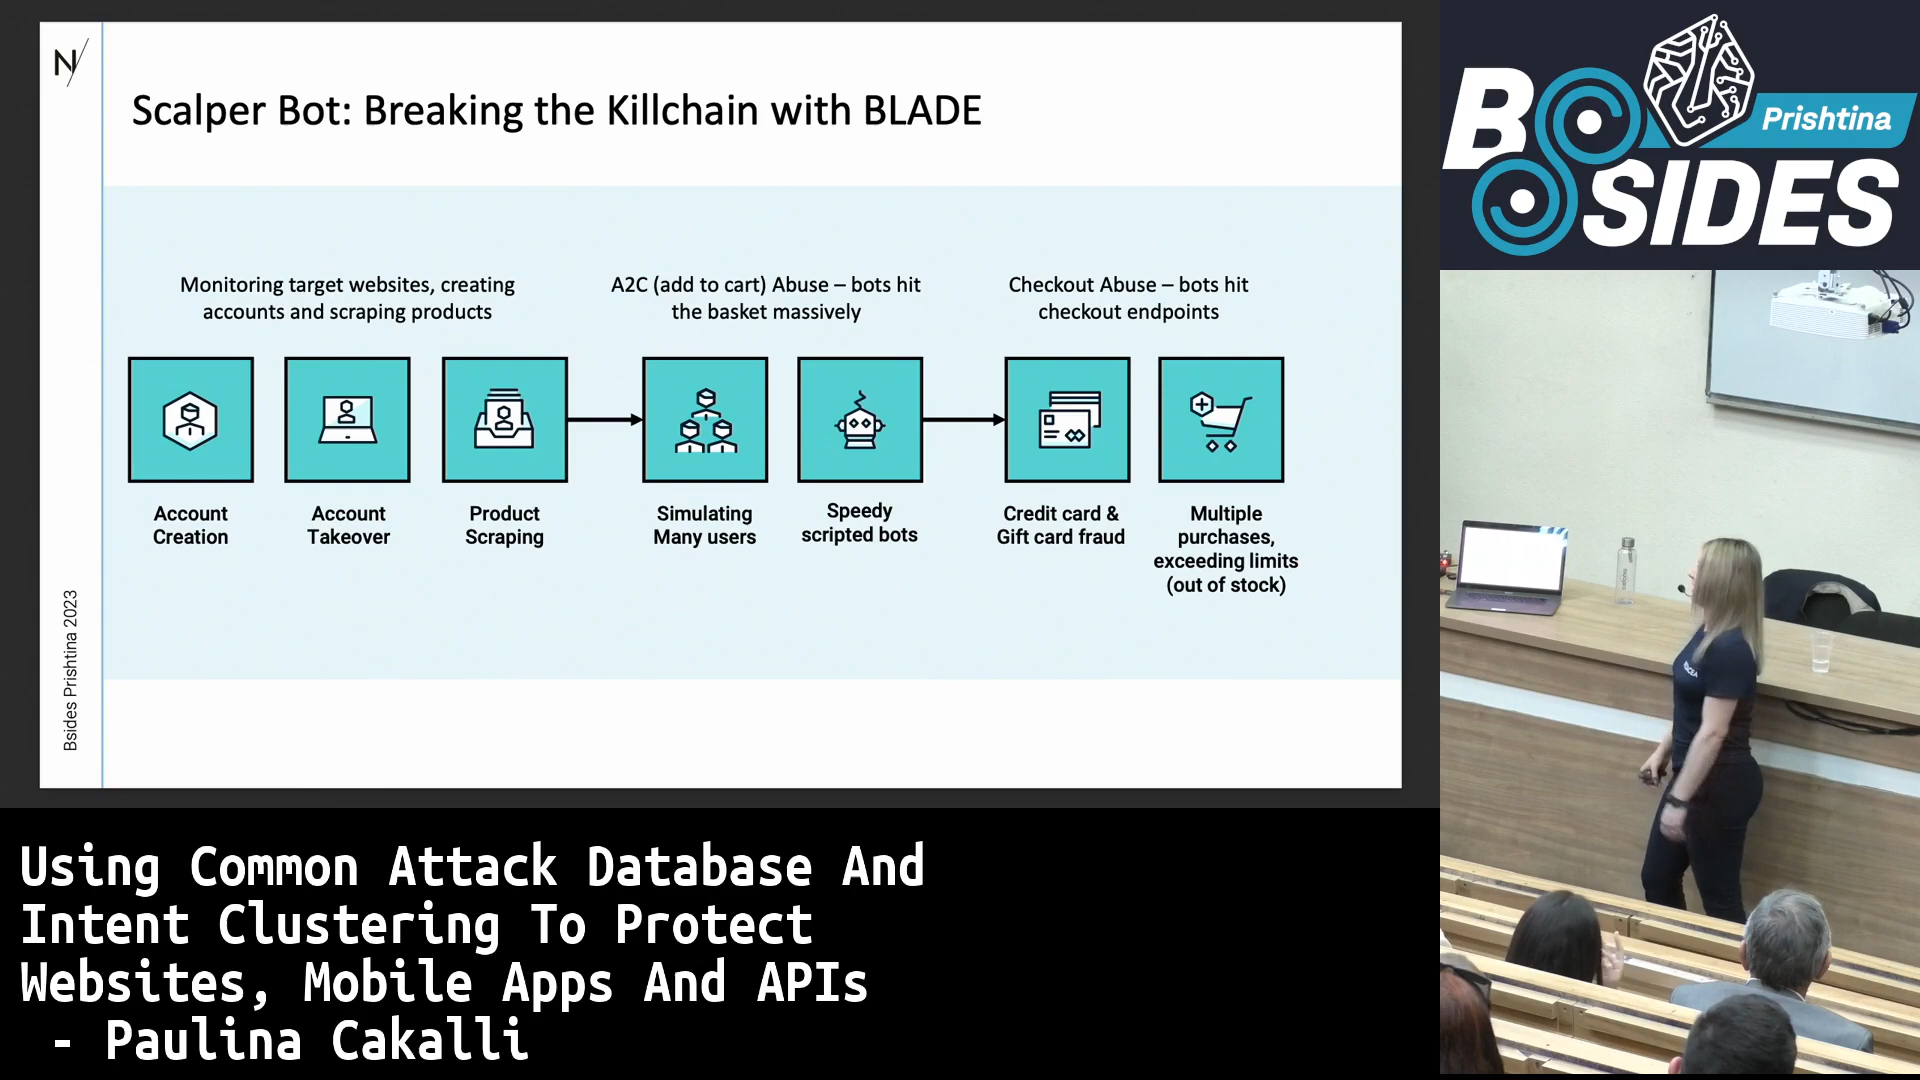 N/
Scalper Bot: Breaking the Killchain with BLADE
Monitoring target websites, creating
accounts and scraping products
A2C (add to cart) Abuse – bots hit
the basket massively
Checkout Abuse – bots hit
checkout endpoints
Account
Creation
Account
Takeover
Product
Scraping
Simulating
Many users
Speedy
scripted bots
Credit card &
Gift card fraud
Multiple
purchases,
exceeding limits
(out of stock)
Bsides Prishtina 2023
BSIDES
Prishtina
Using Common Attack Database And
Intent Clustering To Protect
Websites, Mobile Apps And APIs
- Paulina Cakalli